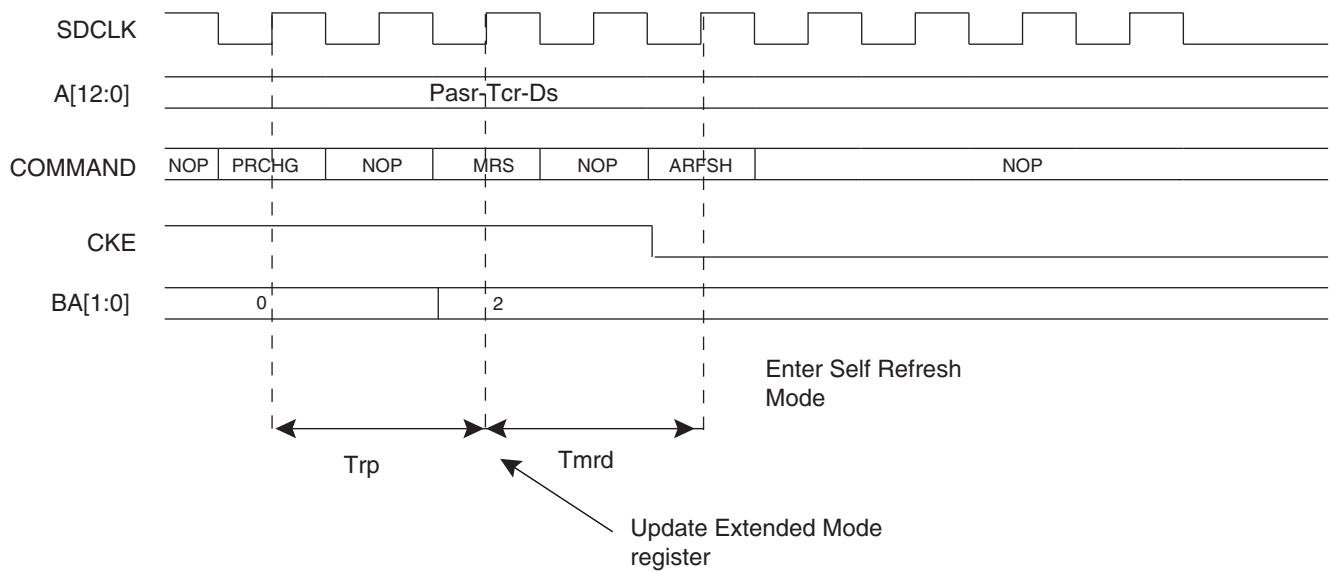 SDCLK
A[12:0]
Pasr-Tcr-Ds
COMMAND NOP PRCHG NOP MRS NOP ARFSH NOP
CKE
BA[1:0] 0 2
Enter Self Refresh
Mode
Trp Tmrd
Update Extended Mode
register